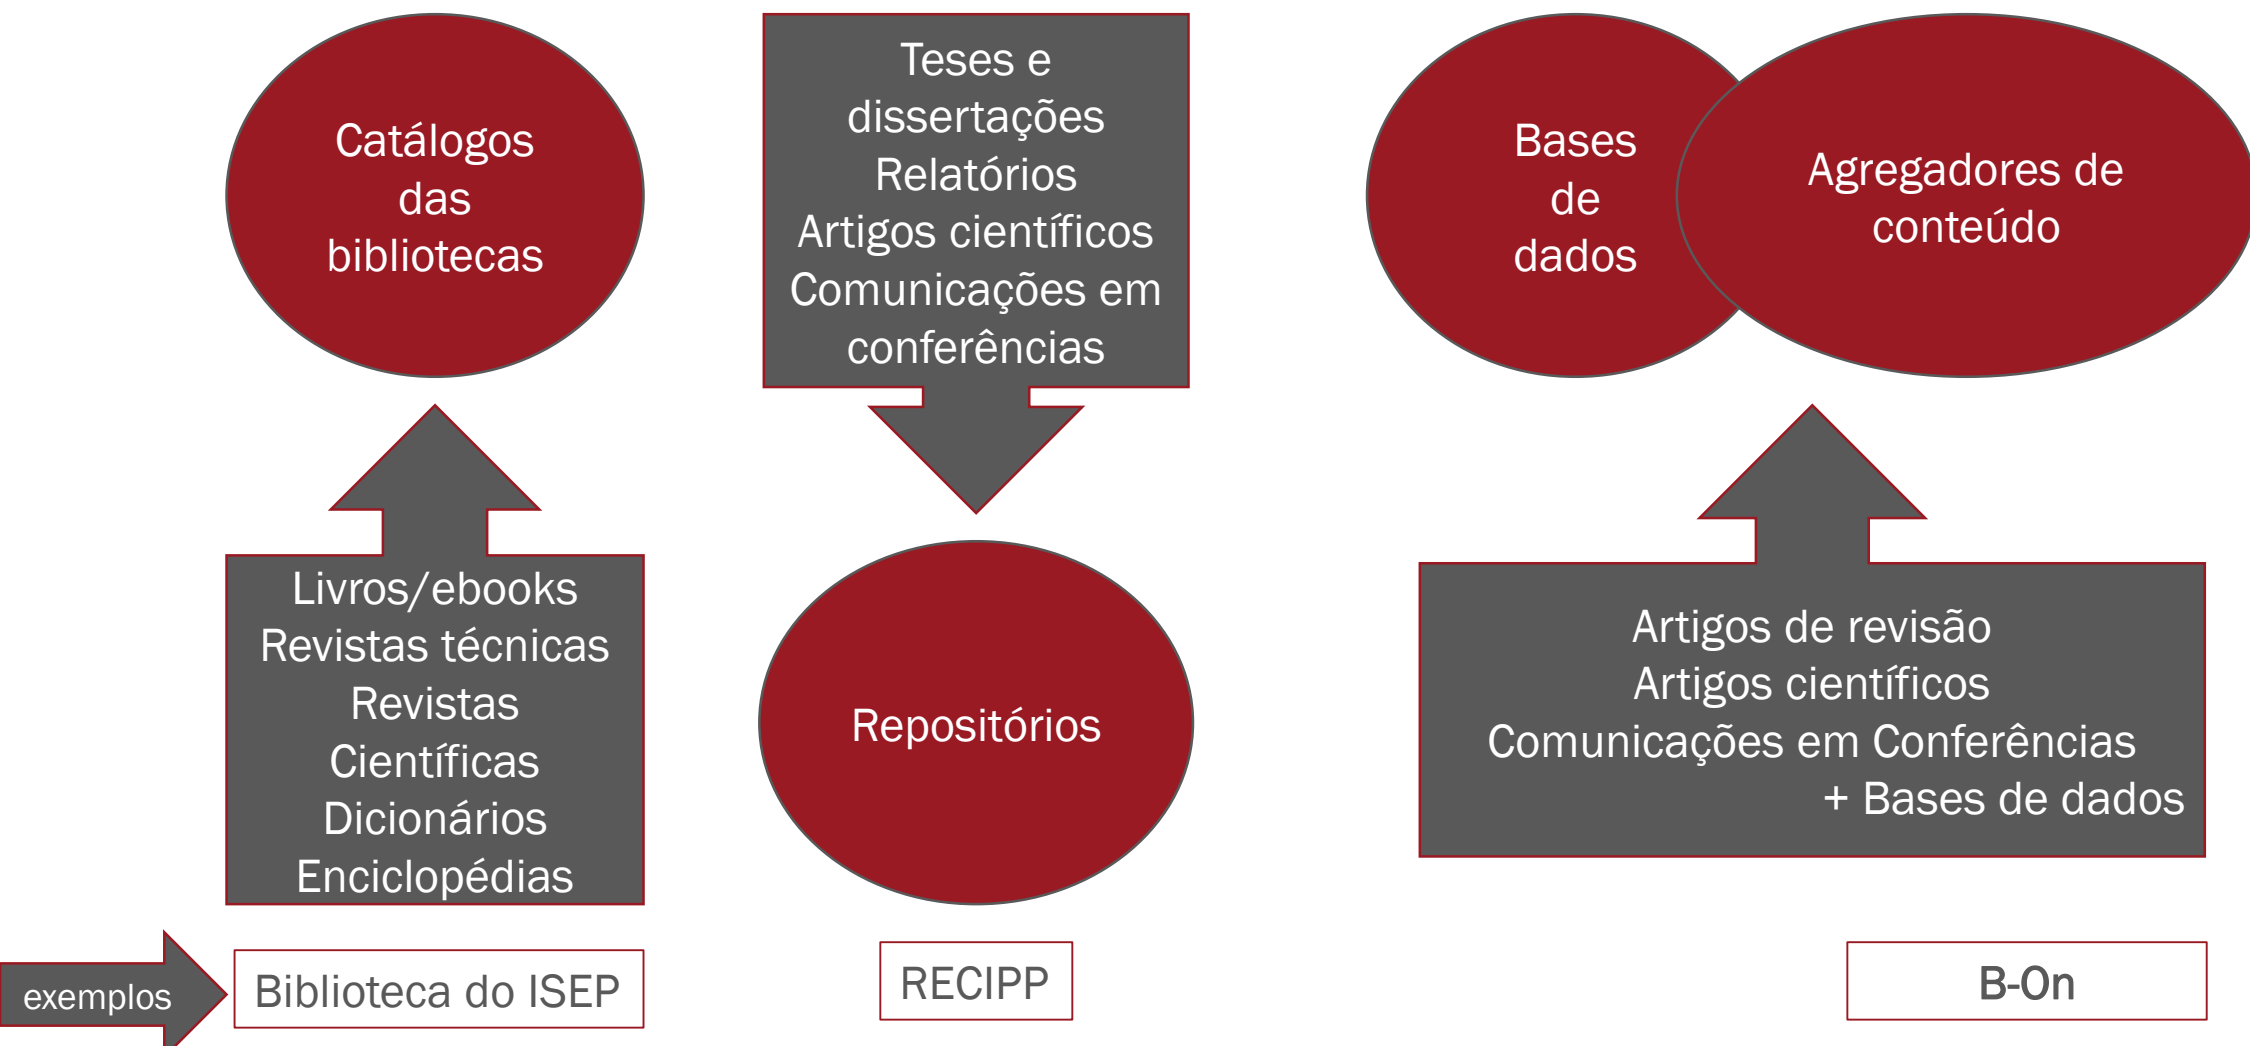 Catálogos
das
bibliotecas
Livros/ebooks
Revistas técnicas
Revistas
Científicas
Dicionários
Enciclopédias
Teses e
dissertações
Relatórios
Artigos científicos
Comunicações em
conferências
Repositórios
Bases
de
dados
Agregadores de
conteúdo
Artigos de revisão
Artigos científicos
Comunicações em Conferências
+ Bases de dados
exemplos
Biblioteca do ISEP
RECIPP
B-On